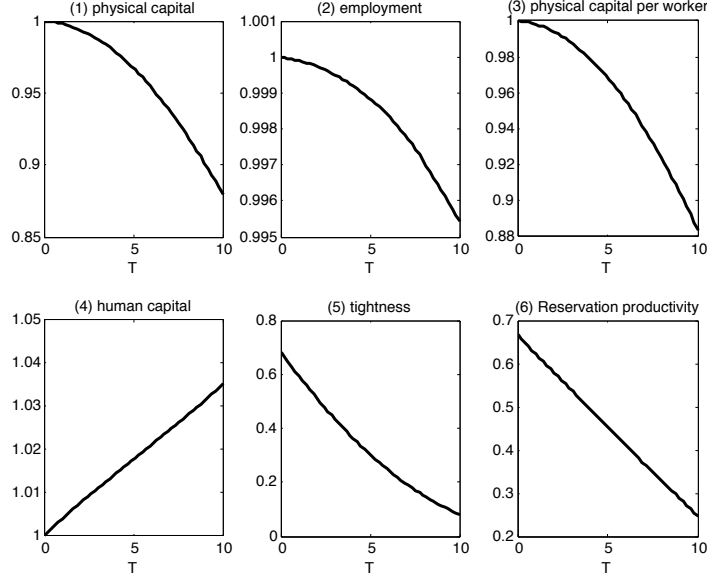 (1) physical capital
1
0.95
0.9
0.85
0 5 10
T
(2) employment
1.001
1
0.999
0.998
0.997
0.996
0.995
0 5 10
T
(3) physical capital per worker
1
0.98
0.96
0.94
0.92
0.9
0.88
0 5 10
T
(4) human capital
1.05
1.04
1.03
1.02
1.01
1
0 5 10
T
(5) tightness
0.8
0.6
0.4
0.2
0
0 5 10
T
(6) Reservation productivity
0.7
0.6
0.5
0.4
0.3
0.2
0 5 10
T